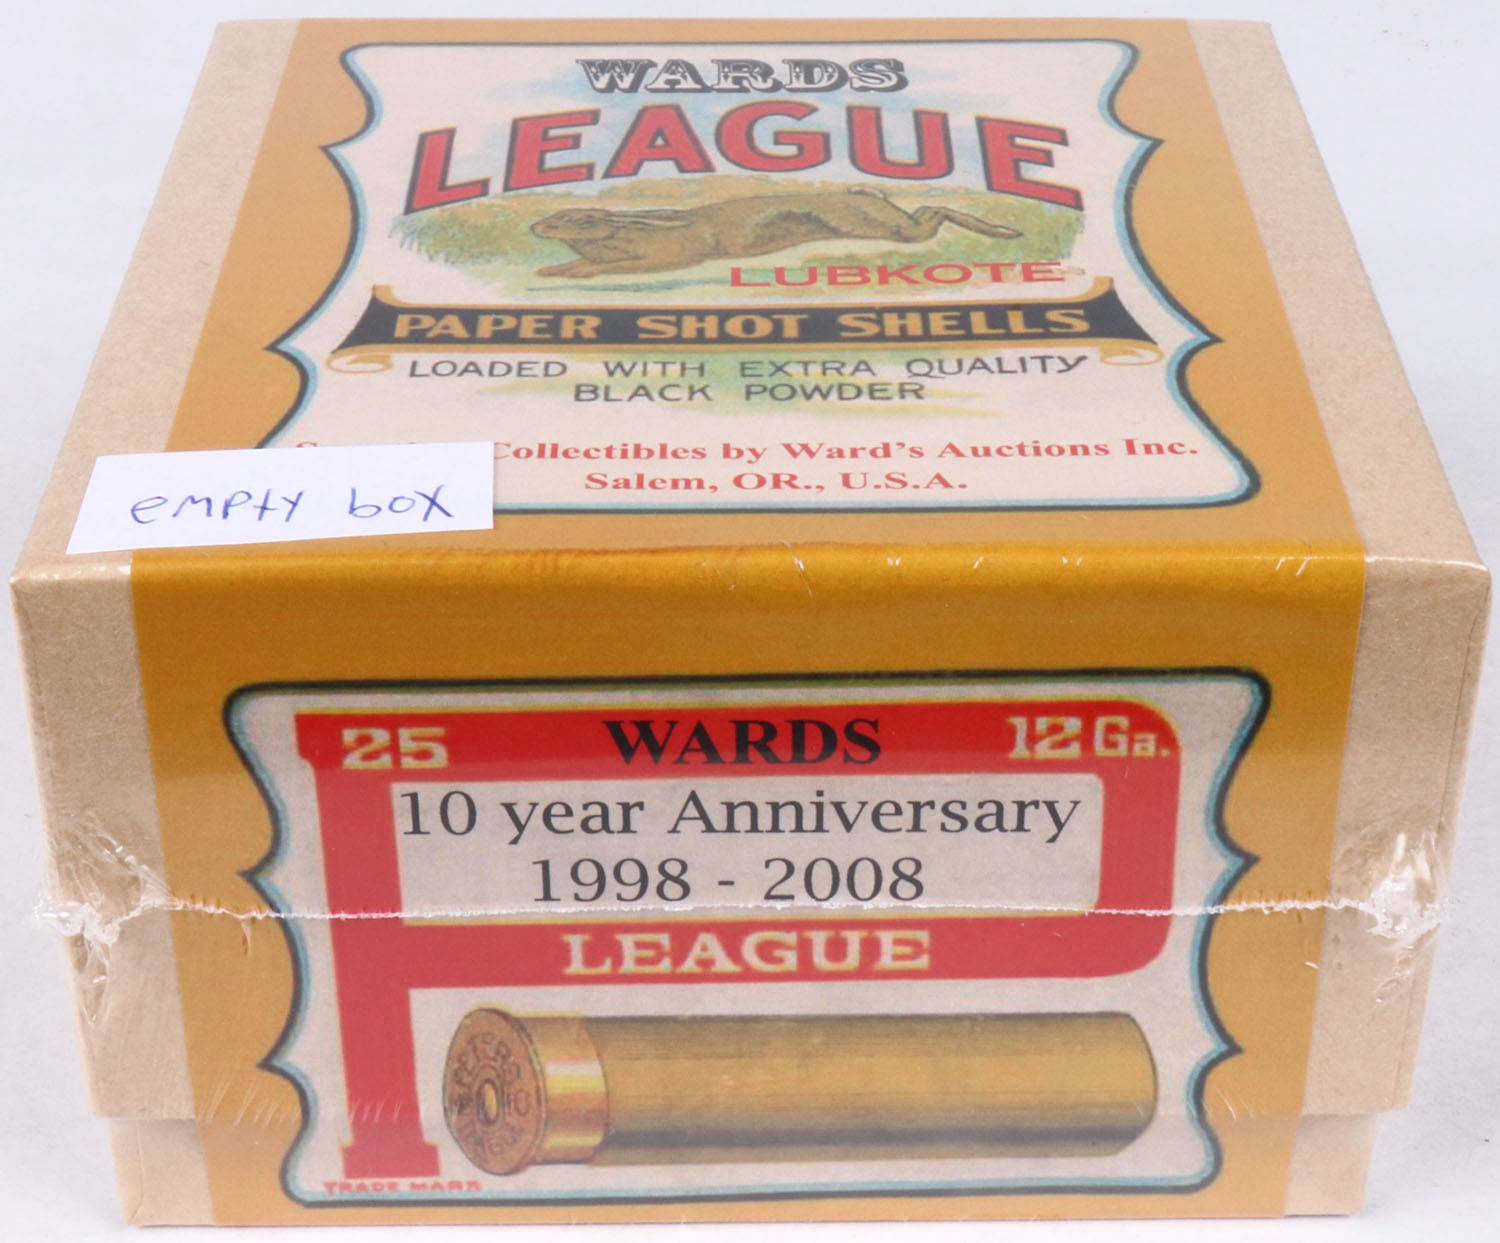 WARDS
LEAGUE
LUBKOTE
PAPER SHOT SHELLS
LOADED WITH EXTRA QUALITY
BLACK POWDER
Collectibles by Ward's Auctions Inc.
Salem, OR., U.S.A.
empty box
25 WARDS 12 Ga.
10 year Anniversary
1998 - 2008
LEAGUE
TRADE MARK